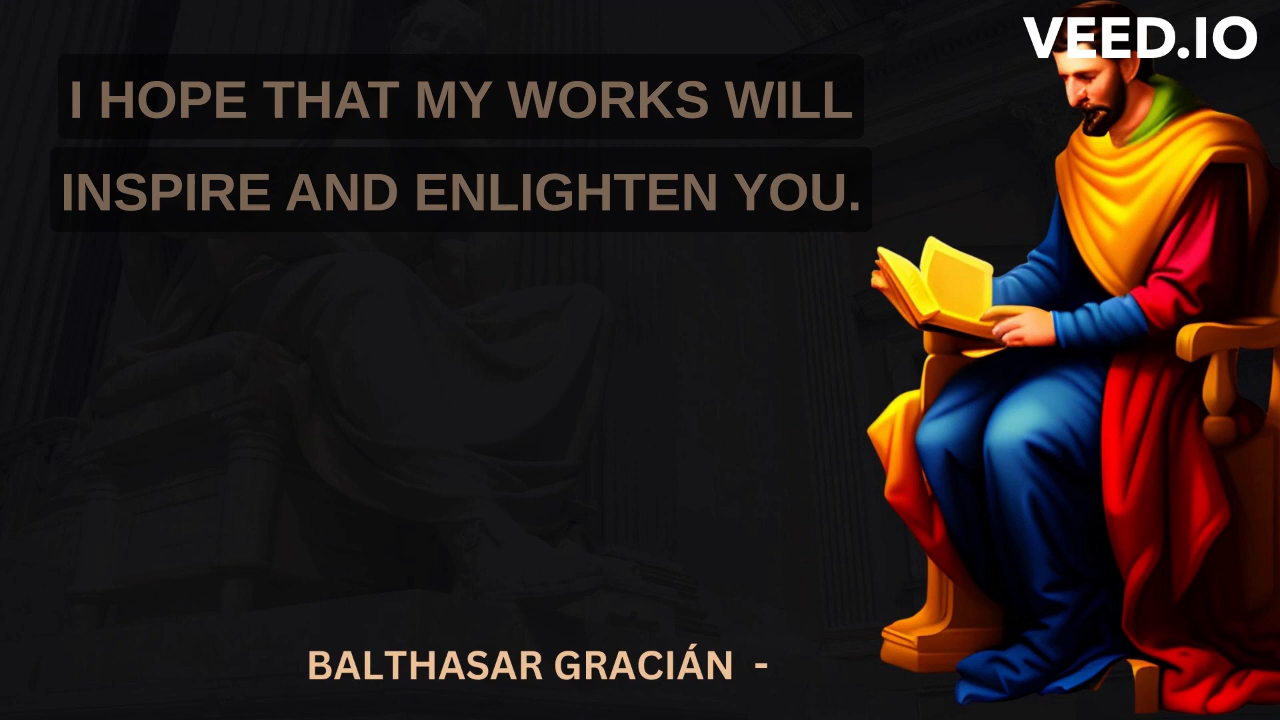 VEED.IO
I HOPE THAT MY WORKS WILL
INSPIRE AND ENLIGHTEN YOU.
BALTHASAR GRACIÁN -